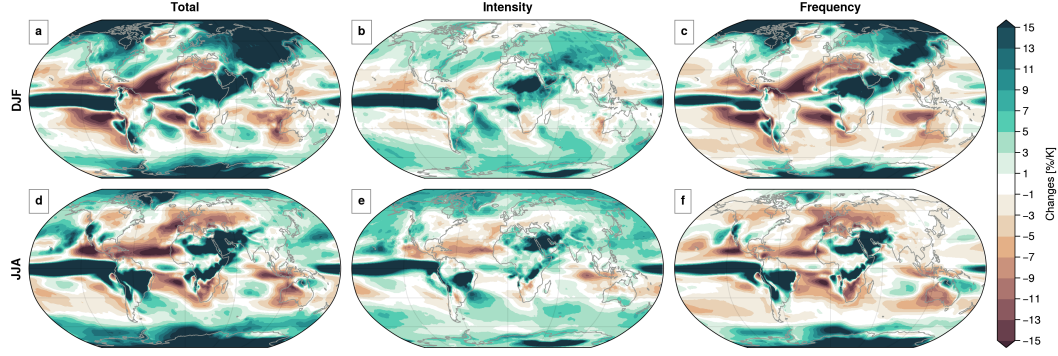 Total
Intensity
Frequency
DJF
a
b
c
JJA
d
e
f
15
13
11
9
7
5
3
1
−1
−3
−5
−7
−9
−11
−13
−15
Changes [%/K]